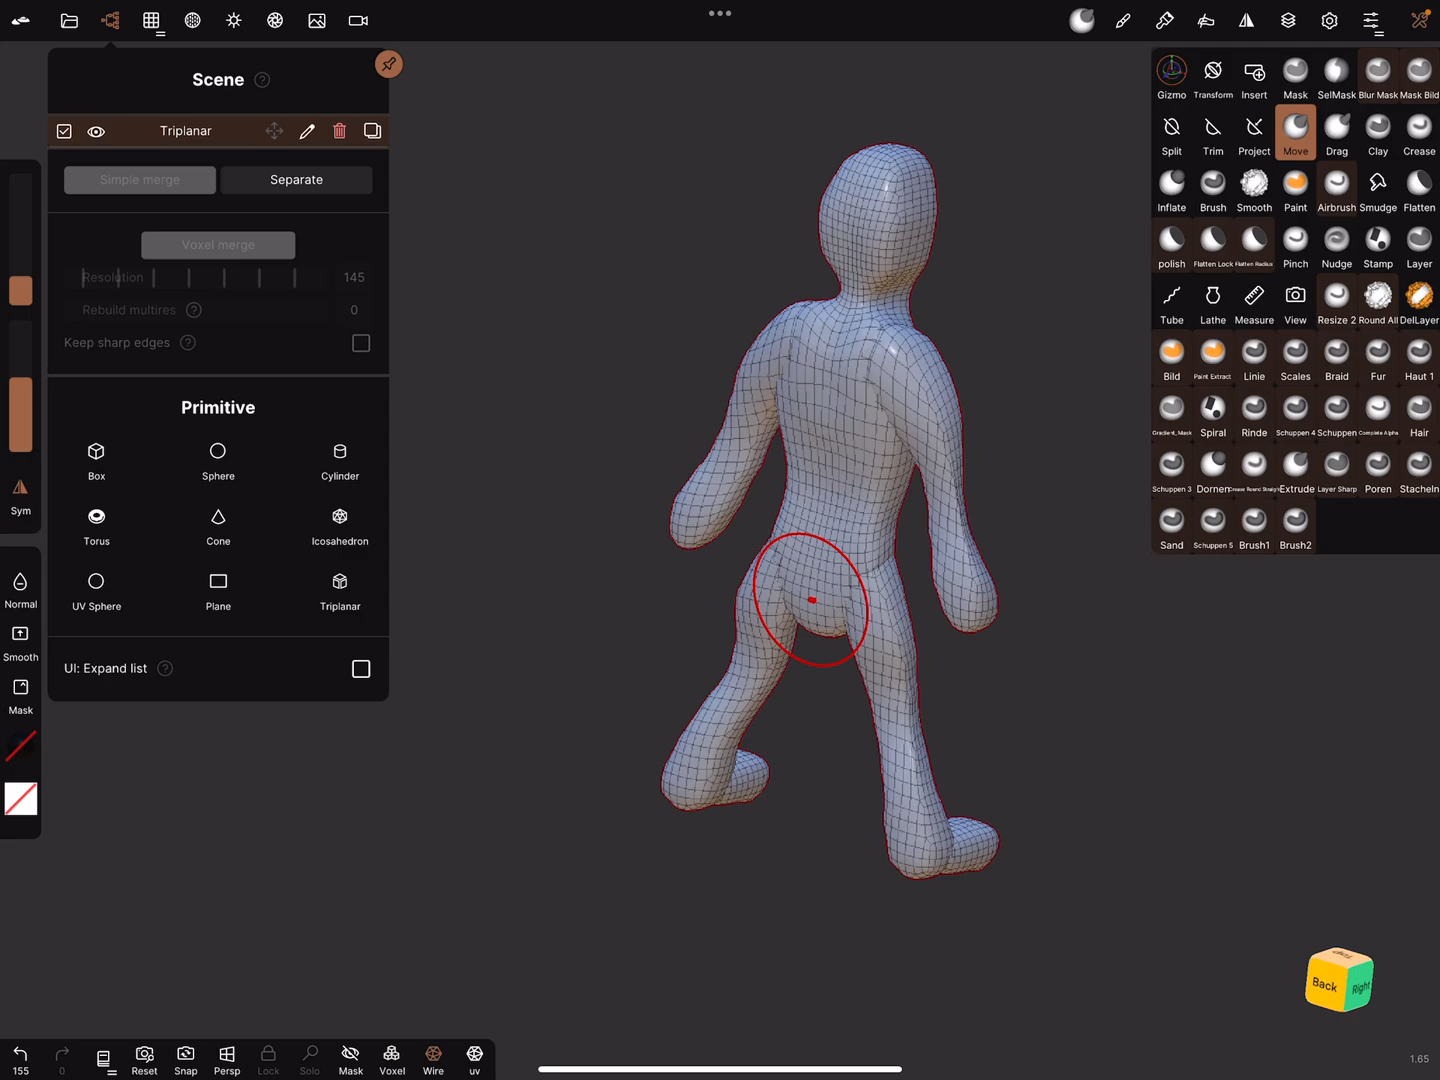 Scene
Triplanar
Simple merge
Separate
Voxel merge
Resolution 145
Rebuild multires 0
Keep sharp edges
Primitive
Box Sphere Cylinder
Torus Cone Icosahedron
UV Sphere Plane Triplanar
UI: Expand list
Sym
Normal
Smooth
Mask
Gizmo Transform Insert Mask SelMask Blur Mask Mask Bild
Split Trim Project Move Drag Clay Crease
Inflate Brush Smooth Paint Airbrush Smudge Flatten
polish Flatten Lock Flatten Radius Pinch Nudge Stamp Layer
Tube Lathe Measure View Resize 2 Round All DelLayer
Bild Paint Extract Linie Scales Braid Fur Haut 1
Gradient_Mask Spiral Rinde Schuppen 4 Schuppen Complete Alpha Hair
Schuppen 3 Dornen Extrude Layer Sharp Poren Stacheln
Sand Schuppen 5 Brush1 Brush2
Top
Back Right
1.65
155 0 Reset Snap Persp Lock Solo Mask Voxel Wire uv